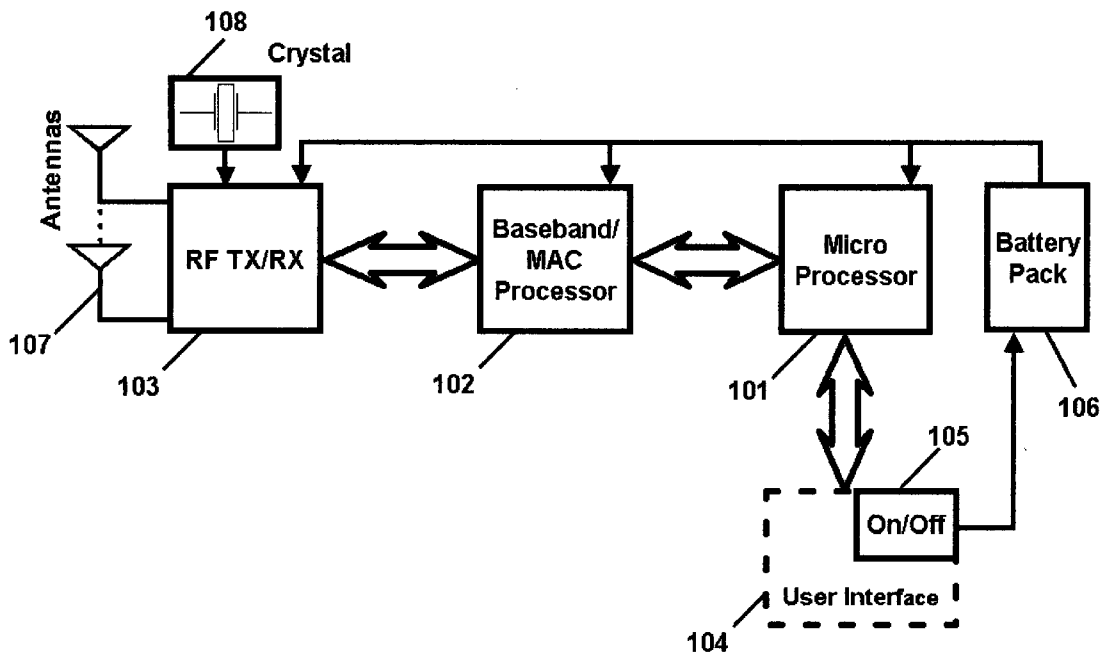 108
Crystal
Antennas
RF TX/RX
Baseband/
MAC
Processor
Micro
Processor
Battery
Pack
107
103
102
101
106
105
On/Off
User Interface
104